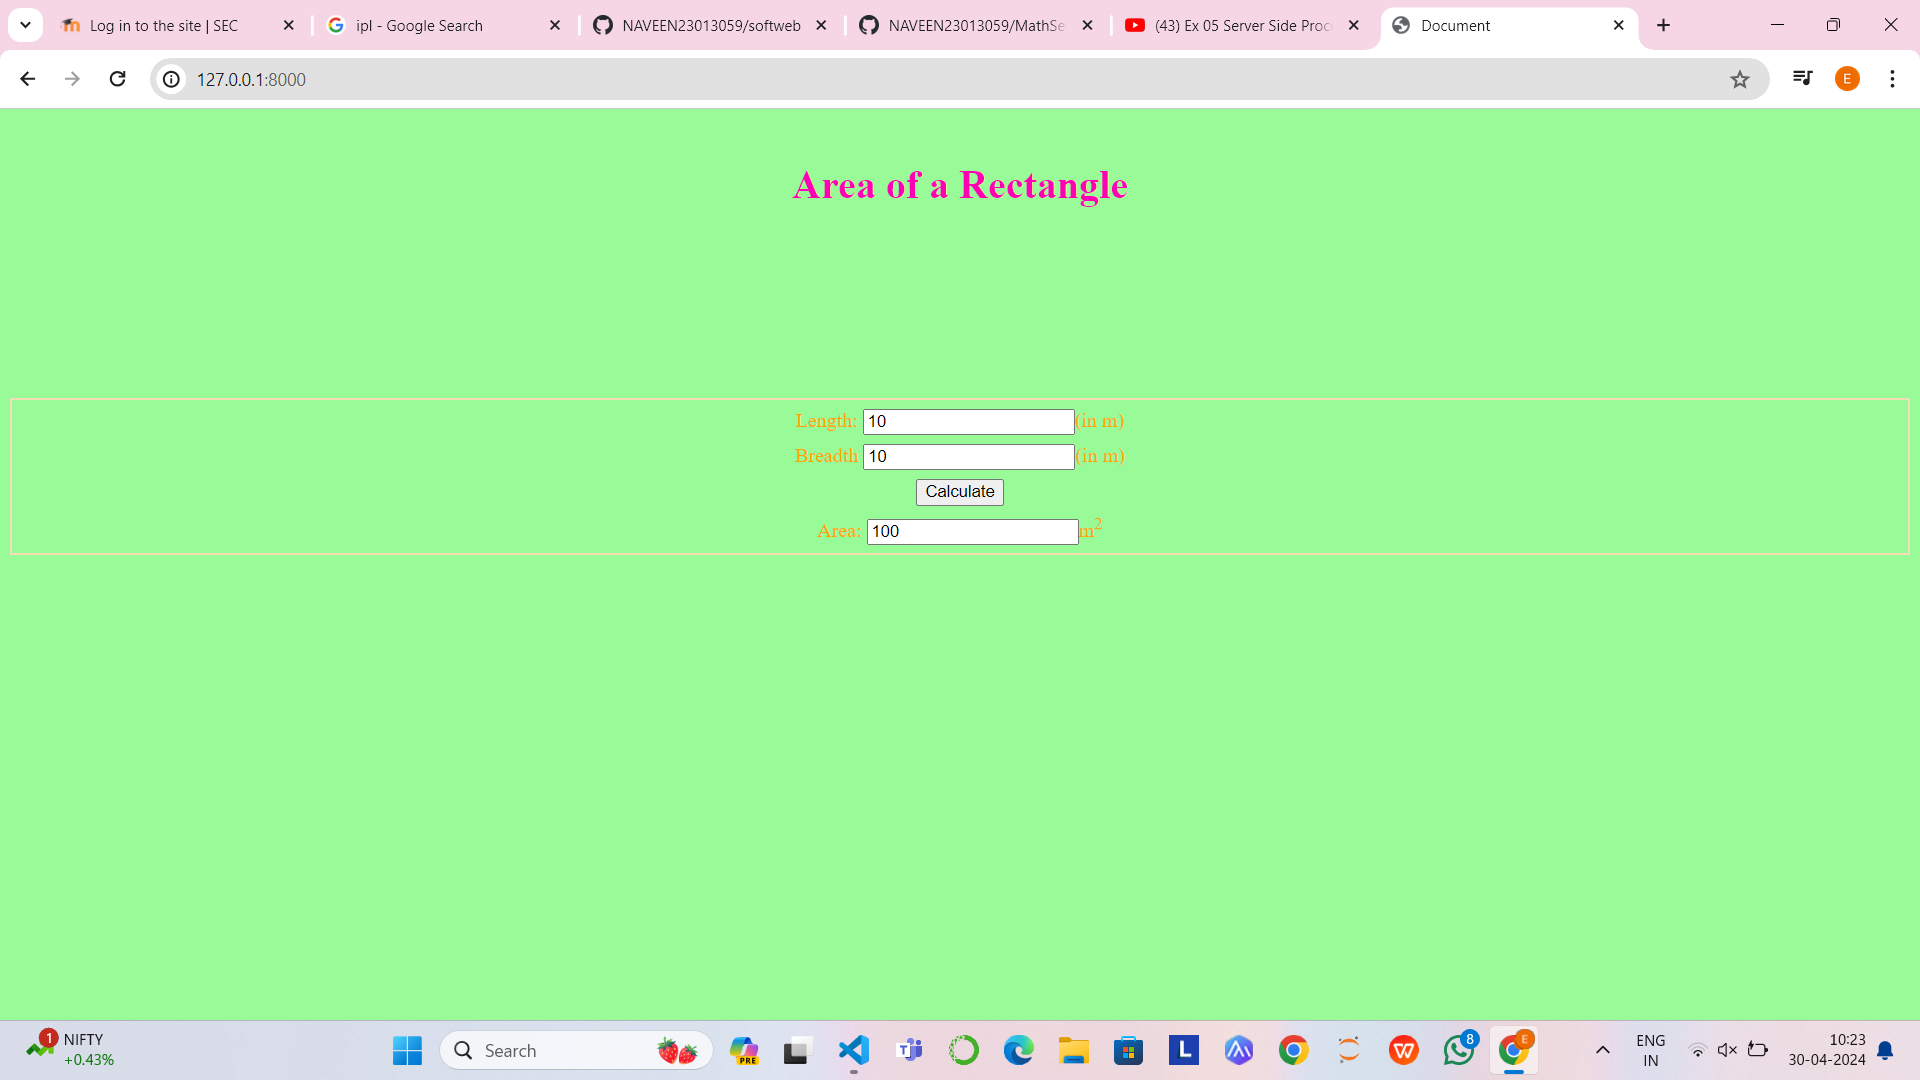 Log in to the site | SEC
ipl - Google Search
NAVEEN23013059/softweb
NAVEEN23013059/MathSe
(43) Ex 05 Server Side Proc
Document
127.0.0.1:8000
E
Area of a Rectangle
Length: 10 (in m)
Breadth 10 (in m)
Calculate
Area: 100 m²
1
NIFTY
+0.43%
Search
PRE
T
L
W
8
E
ENG
IN
10:23
30-04-2024